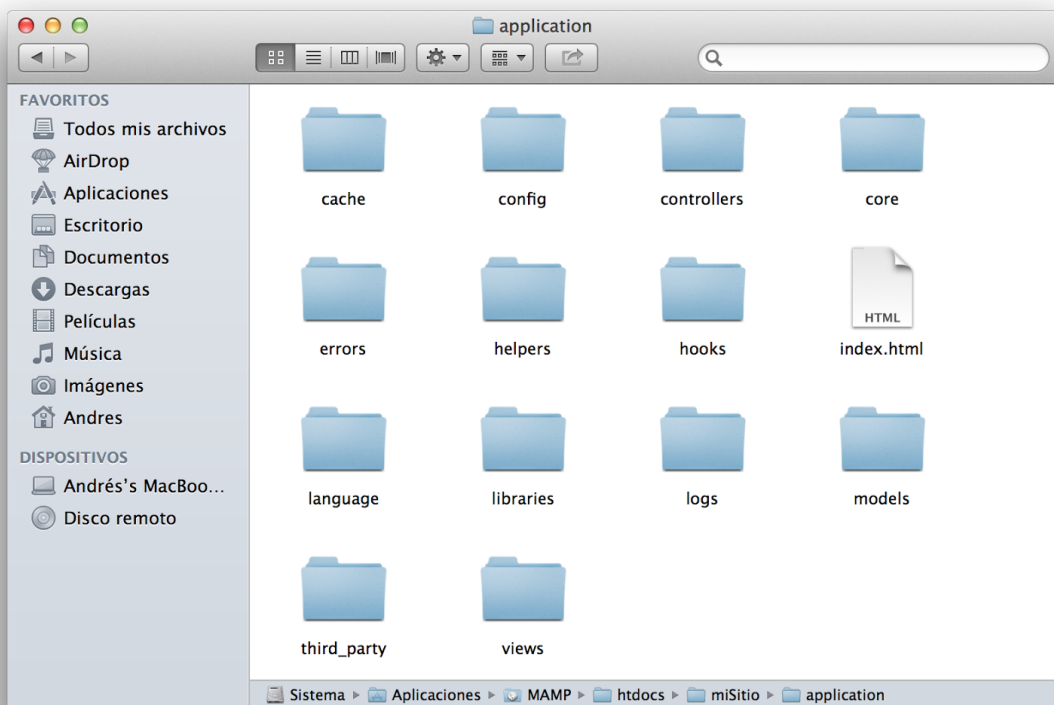 application
FAVORITOS
Todos mis archivos
AirDrop
Aplicaciones
Escritorio
Documentos
Descargas
Películas
Música
Imágenes
Andres
DISPOSITIVOS
Andrés's MacBoo...
Disco remoto
cache config controllers core
HTML
errors helpers hooks index.html
language libraries logs models
third_party views
Sistema Aplicaciones MAMP htdocs miSitio application